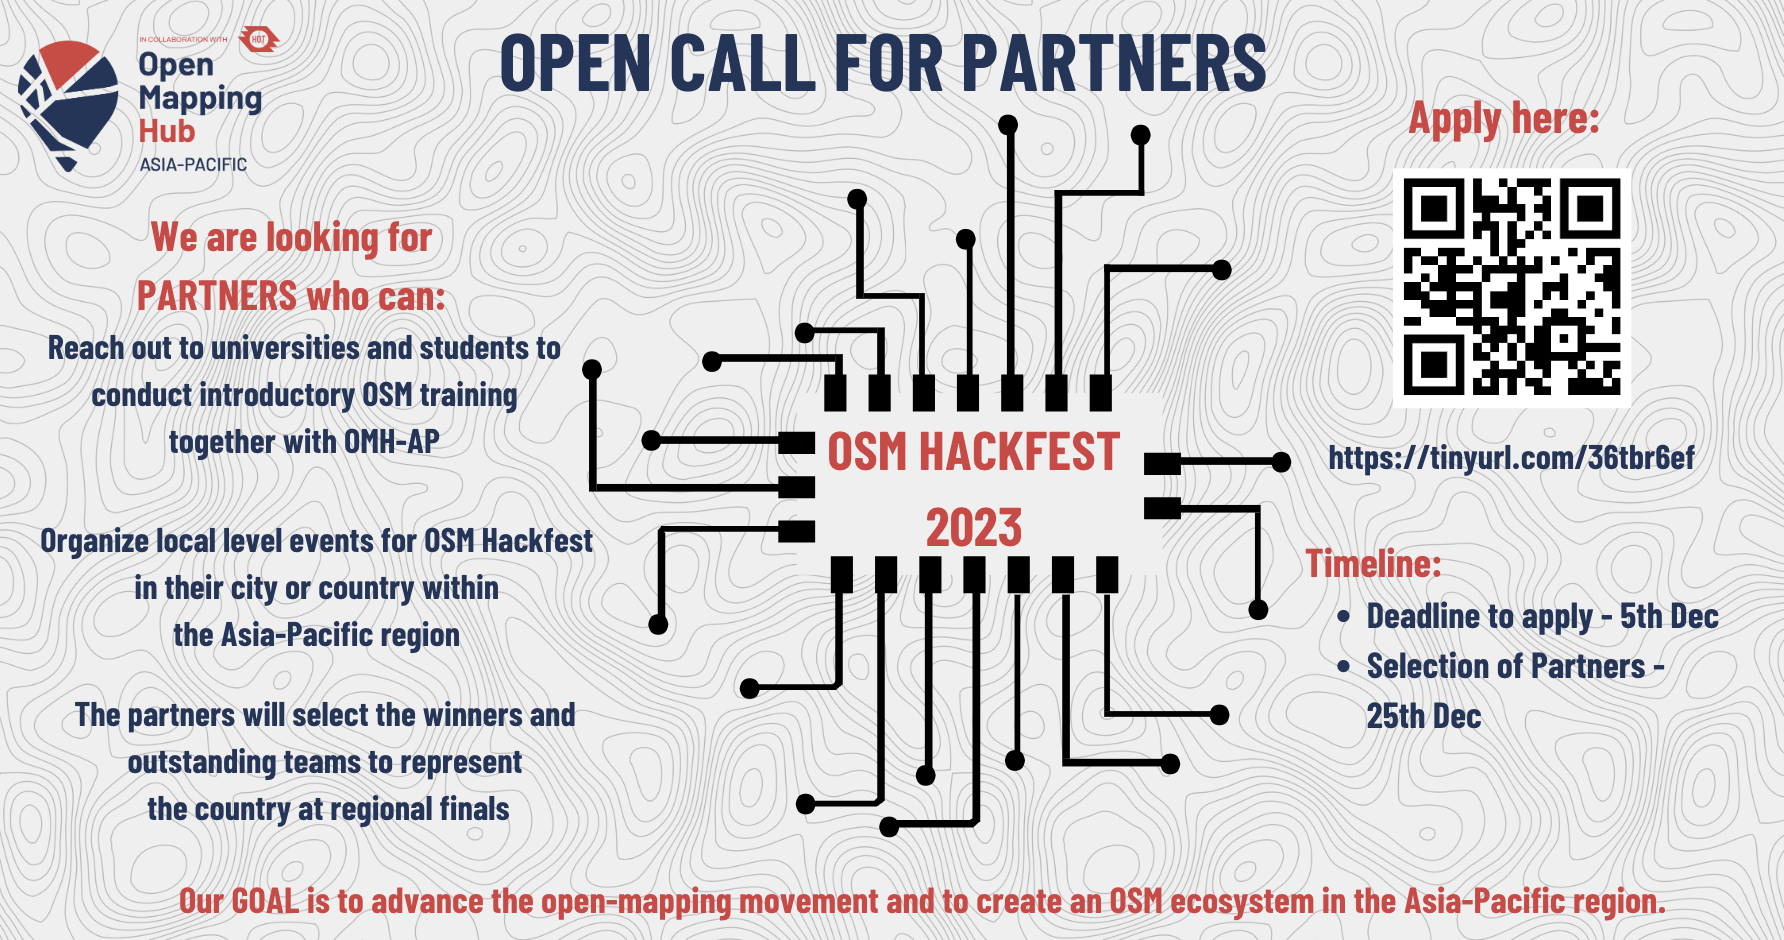 IN COLLABORATION WITH
HOT
Open
Mapping
Hub
ASIA-PACIFIC
OPEN CALL FOR PARTNERS
We are looking for
PARTNERS who can:
Reach out to universities and students to
conduct introductory OSM training
together with OMH-AP
Organize local level events for OSM Hackfest
in their city or country within
the Asia-Pacific region
The partners will select the winners and
outstanding teams to represent
the country at regional finals
OSM HACKFEST
2023
Apply here:
https://tinyurl.com/36tbr6ef
Timeline:
• Deadline to apply - 5th Dec
• Selection of Partners -
25th Dec
Our GOAL is to advance the open-mapping movement and to create an OSM ecosystem in the Asia-Pacific region.